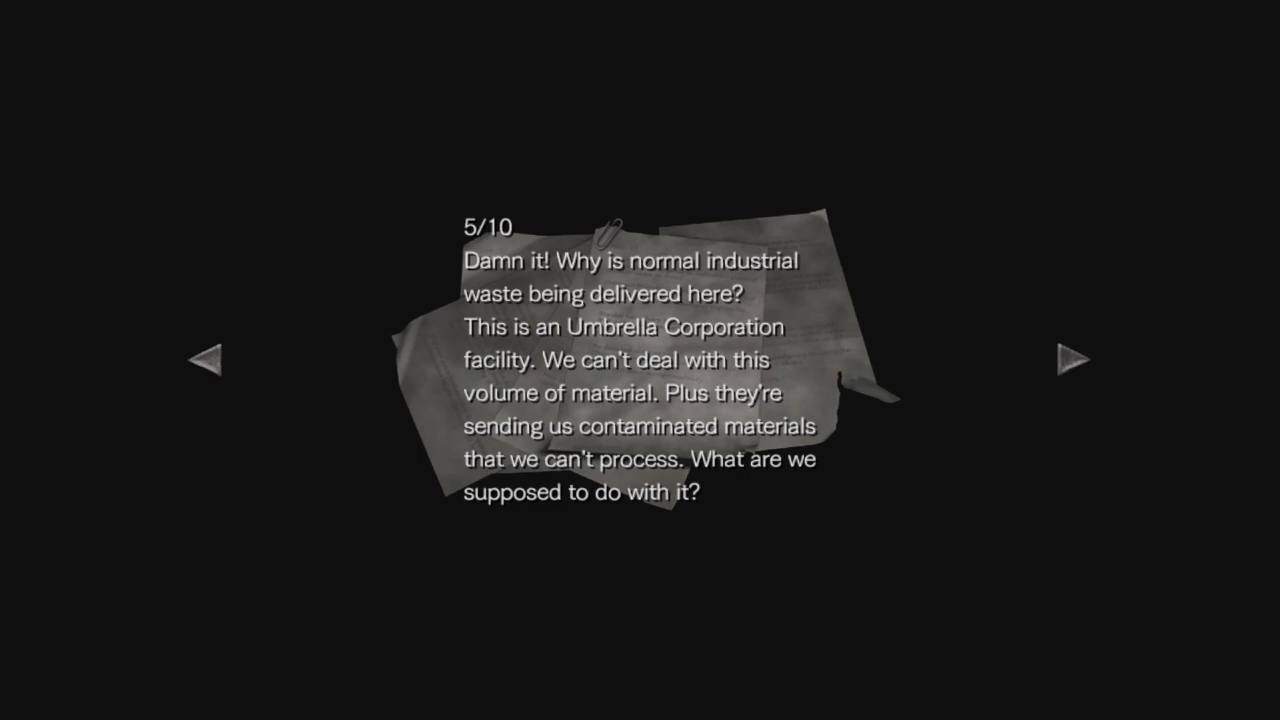 5/10
Damn it! Why is normal industrial
waste being delivered here?
This is an Umbrella Corporation
facility. We can't deal with this
volume of material. Plus they're
sending us contaminated materials
that we can't process. What are we
supposed to do with it?